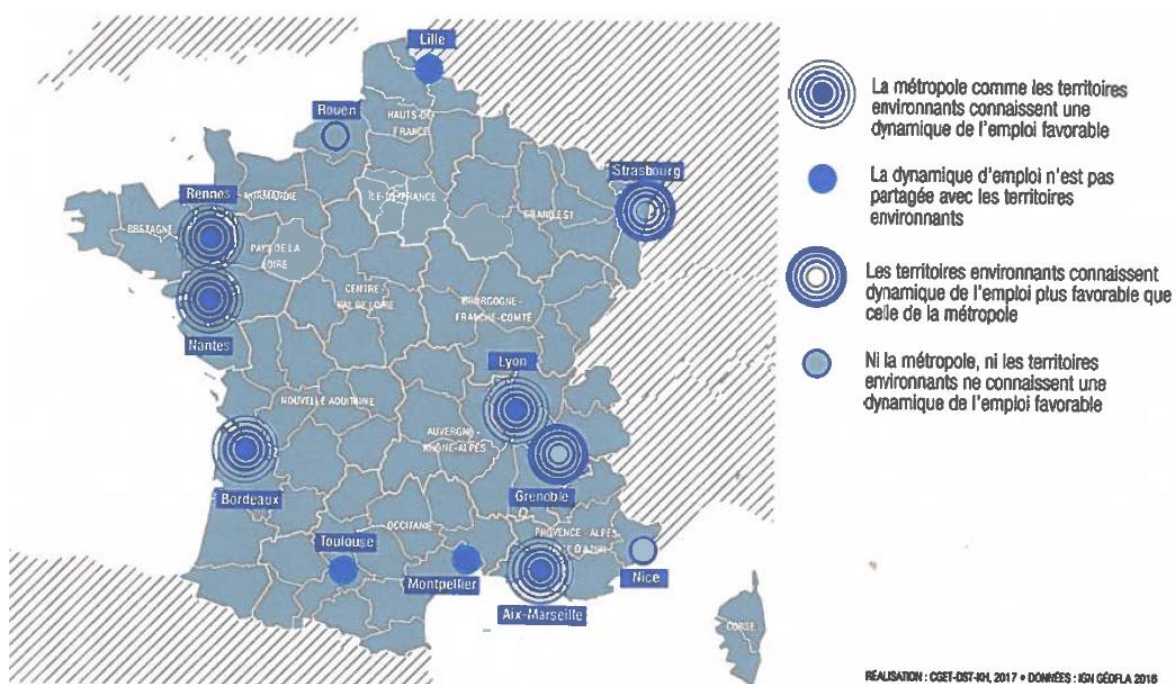 Lille
Rouen
HAUTS-DE
FRANCE
Strasbourg
Rennes
NORMANDIE
ILE-DE-FRANCE
GRAND EST
BRETAGNE
PAYS DE LA
LOIRE
CENTRE -
VAL DE LOIRE
BOURGOGNE -
FRANCHE-COMTÉ
Nantes
Lyon
NOUVELLE AQUITAINE
AUVERGNE -
RHÔNE-ALPES
Bordeaux
Grenoble
OCCITANIE
PROVENCE - ALPES
D'AZUR
Toulouse
Montpellier
Nice
Aix-Marseille
CORSE
La métropole comme les territoires
environnants connaissent une
dynamique de l'emploi favorable
La dynamique d'emploi n'est pas
partagée avec les territoires
environnants
Les territoires environnants connaissent
dynamique de l'emploi plus favorable que
celle de la métropole
Ni la métropole, ni les territoires
environnants ne connaissent une
dynamique de l'emploi favorable
RÉALISATION : CGET-DST-KH, 2017 • DONNÉES : IGN GÉOFLA 2016